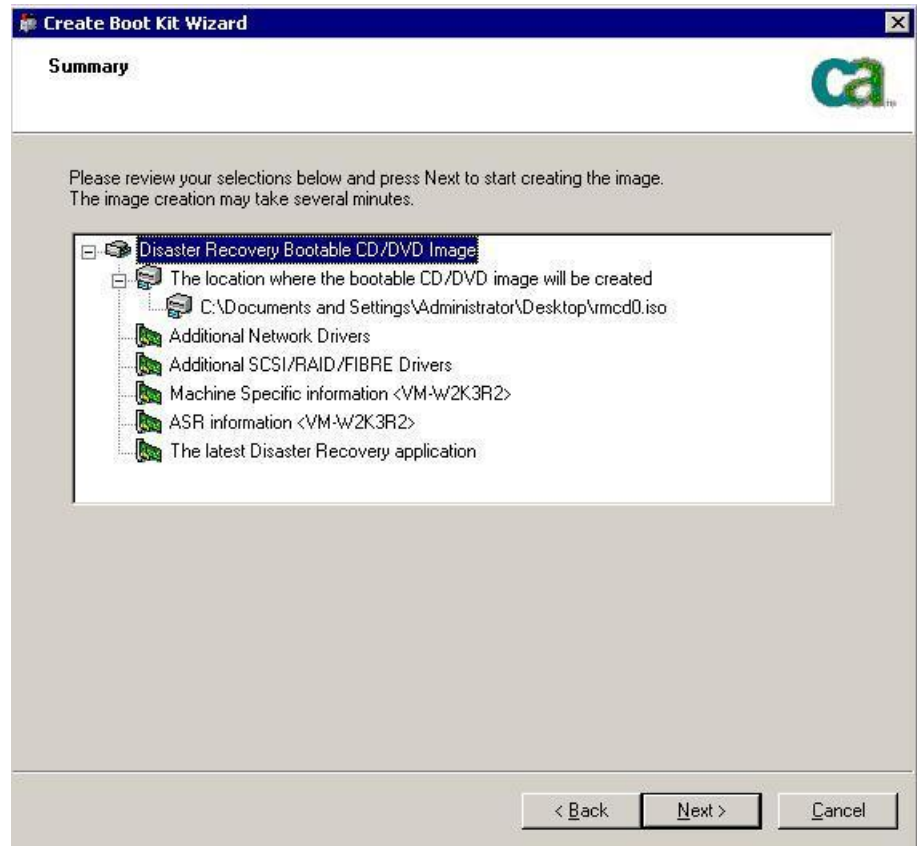 Create Boot Kit Wizard
Summary
ca
Please review your selections below and press Next to start creating the image.
The image creation may take several minutes.
Disaster Recovery Bootable CD/DVD Image
The location where the bootable CD/DVD image will be created
C:\Documents and Settings\Administrator\Desktop\rmcd0.iso
Additional Network Drivers
Additional SCSI/RAID/FIBRE Drivers
Machine Specific information <VM-W2K3R2>
ASR information <VM-W2K3R2>
The latest Disaster Recovery application
< Back
Next >
Cancel